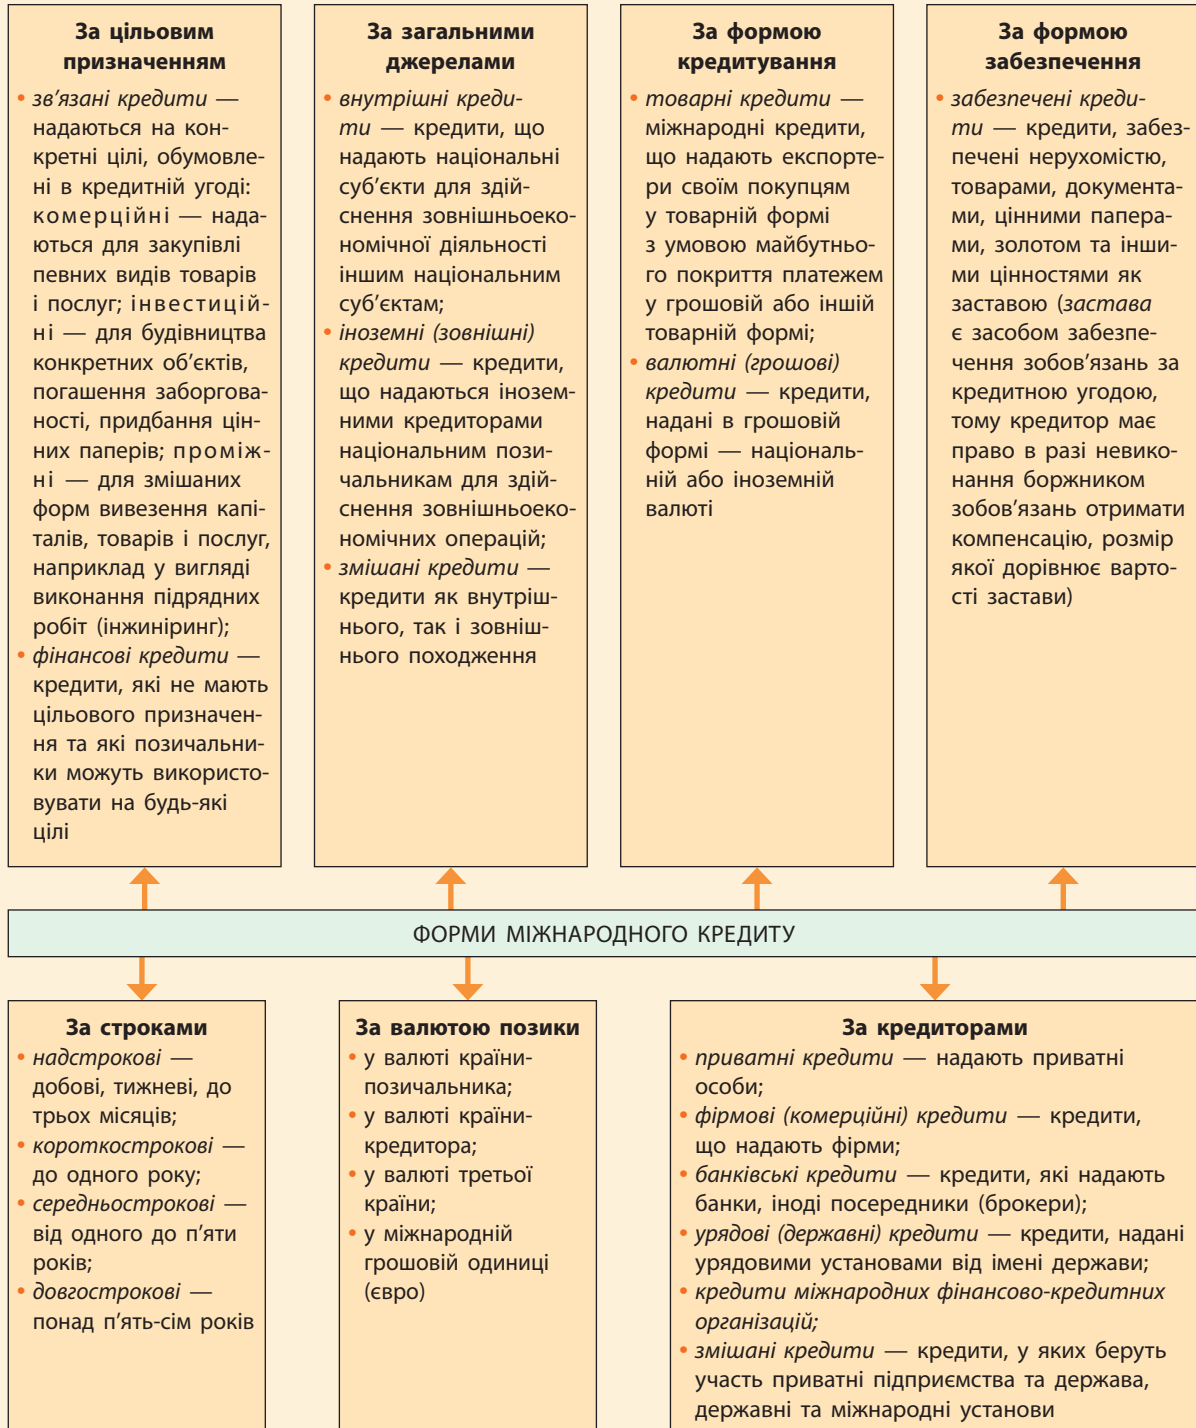 За цільовим
призначенням
• зв'язані кредити —
надаються на кон-
кретні цілі, обумовле-
ні в кредитній угоді:
комерційні — нада-
ються для закупівлі
певних видів товарів
і послуг; інвестицій-
ні — для будівництва
конкретних об’єктів,
погашення заборгова-
ності, придбання цін-
них паперів; проміж-
ні — для змішаних
форм вивезення капі-
талів, товарів і послуг,
наприклад у вигляді
виконання підрядних
робіт (інжиніринг);
• фінансові кредити —
кредити, які не мають
цільового призначен-
ня та які позичальни-
ки можуть використо-
вувати на будь-які
цілі
За загальними
джерелами
• внутрішні креди-
ти — кредити, що
надають національні
суб’єкти для здій-
снення зовнішньоеко-
номічної діяльності
іншим національним
суб’єктам;
• іноземні (зовнішні)
кредити — кредити,
що надаються інозем-
ними кредиторами
національним пози-
чальникам для здій-
снення зовнішньоеко-
номічних операцій;
• змішані кредити —
кредити як внутріш-
нього, так і зовніш-
нього походження
За формою
кредитування
• товарні кредити —
міжнародні кредити,
що надають експорте-
ри своїм покупцям
у товарній формі
з умовою майбутньо-
го покриття платежем
у грошовій або іншій
товарній формі;
• валютні (грошові)
кредити — кредити,
надані в грошовій
формі — національ-
ній або іноземній
валюті
За формою
забезпечення
• забезпечені креди-
ти — кредити, забез-
печені нерухомістю,
товарами, документа-
ми, цінними папера-
ми, золотом та інши-
ми цінностями як
заставою (застава
є засобом забезпе-
чення зобов’язань за
кредитною угодою,
тому кредитор має
право в разі невико-
нання боржником
зобов’язань отримати
компенсацію, розмір
якої дорівнює варто-
сті застави)
ФОРМИ МІЖНАРОДНОГО КРЕДИТУ
За строками
• надстрокові —
добові, тижневі, до
трьох місяців;
• короткострокові —
до одного року;
• середньострокові —
від одного до п’яти
років;
• довгострокові —
понад п’ять-сім років
За валютою позики
• у валюті країни-
позичальника;
• у валюті країни-
кредитора;
• у валюті третьої
країни;
• у міжнародній
грошовій одиниці
(євро)
За кредиторами
• приватні кредити — надають приватні
особи;
• фірмові (комерційні) кредити — кредити,
що надають фірми;
• банківські кредити — кредити, які надають
банки, іноді посередники (брокери);
• урядові (державні) кредити — кредити, надані
урядовими установами від імені держави;
• кредити міжнародних фінансово-кредитних
організацій;
• змішані кредити — кредити, у яких беруть
участь приватні підприємства та держава,
державні та міжнародні установи